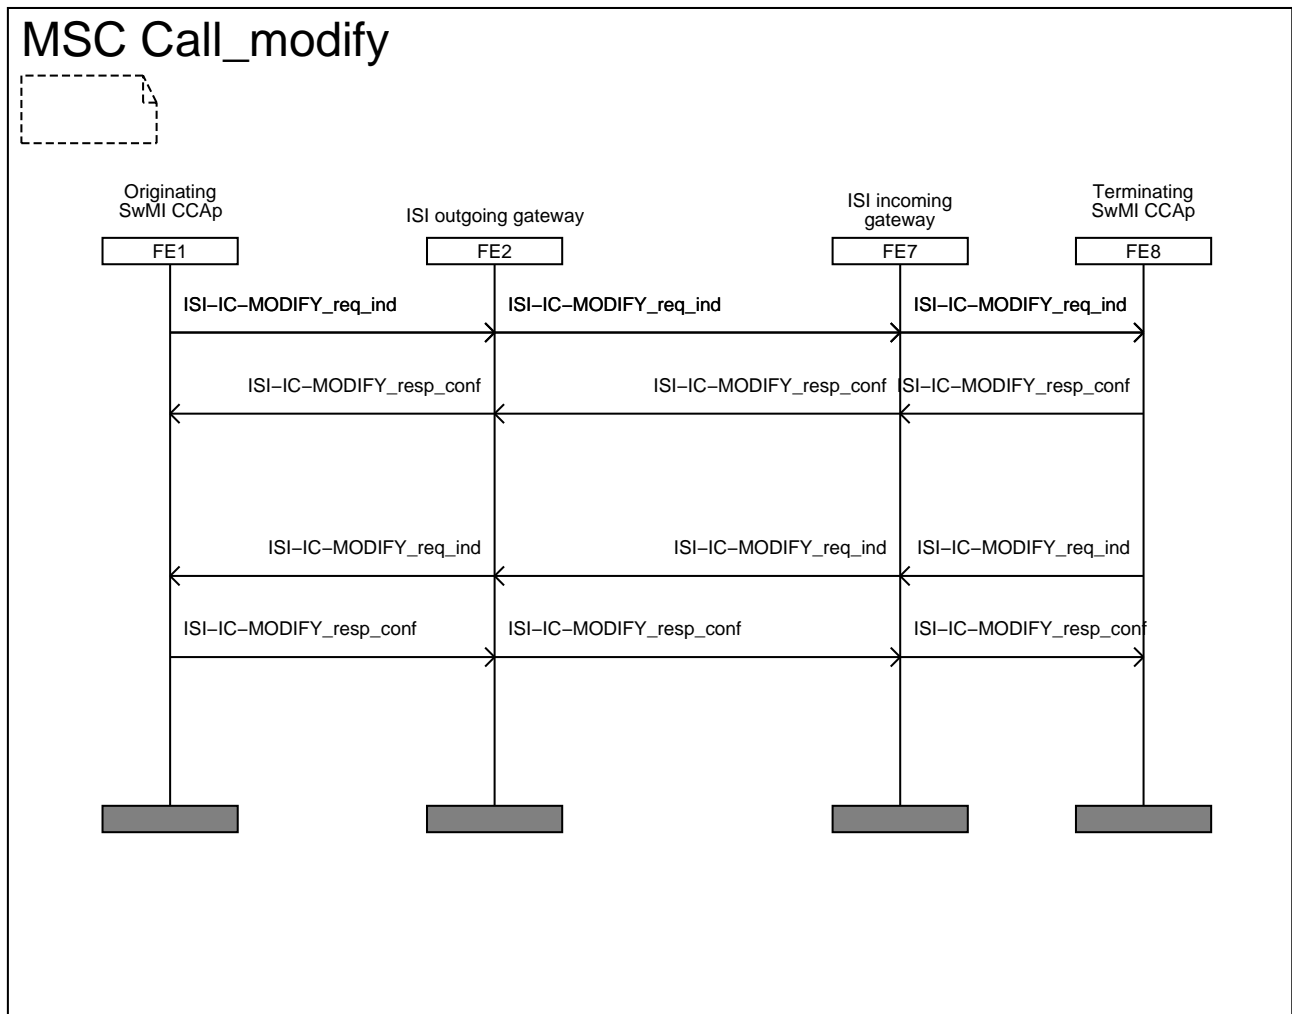 MSC Call_modify
Originating
SwMI CCAp
ISI outgoing gateway
ISI incoming
gateway
Terminating
SwMI CCAp
FE1 FE2 FE7 FE8
ISI–IC–MODIFY_req_ind ISI–IC–MODIFY_req_ind ISI–IC–MODIFY_req_ind
ISI–IC–MODIFY_resp_conf ISI–IC–MODIFY_resp_conf ISI–IC–MODIFY_resp_conf
ISI–IC–MODIFY_req_ind ISI–IC–MODIFY_req_ind ISI–IC–MODIFY_req_ind
ISI–IC–MODIFY_resp_conf ISI–IC–MODIFY_resp_conf ISI–IC–MODIFY_resp_conf